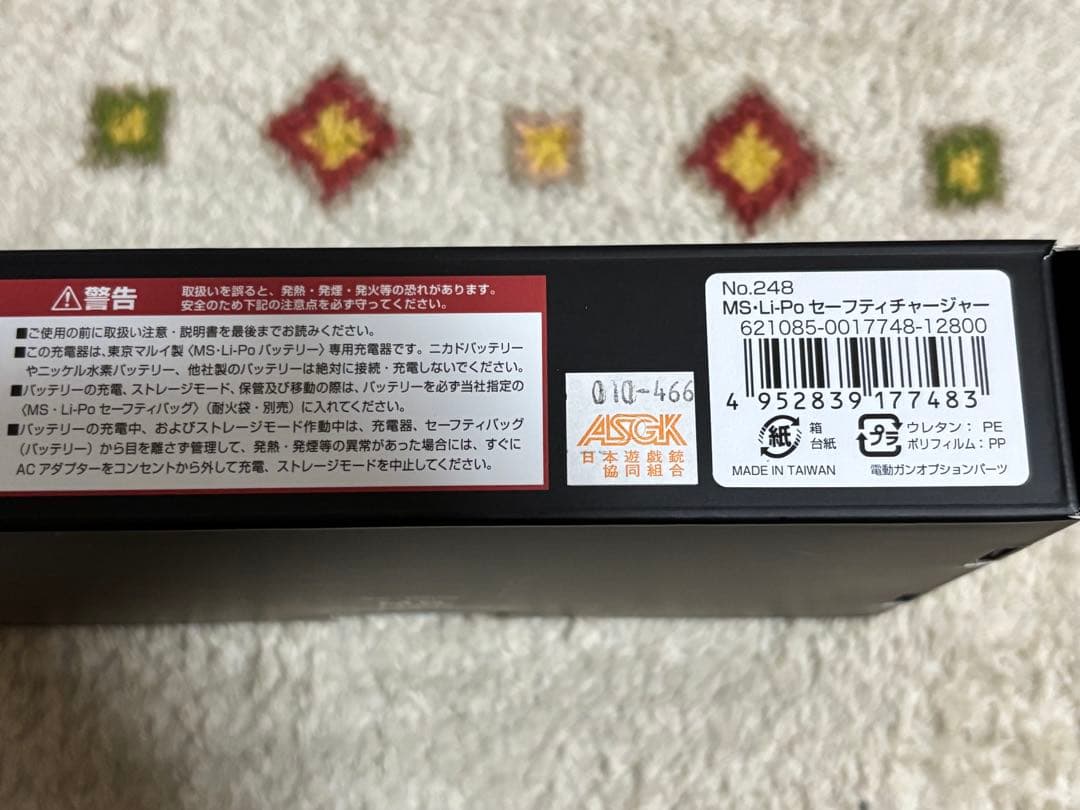 警告
取扱いを誤ると、発熱・発煙・発火等の恐れがあります。
安全のため下記の注意点を必ず守ってください。
■ご使用の前に取扱い注意・説明書を最後までお読みください。
■この充電器は、東京マルイ製〈MS・Li-Po バッテリー〉専用充電器です。ニカドバッテリー
やニッケル水素バッテリー、他社製のバッテリーは絶対に接続・充電しないでください。
■バッテリーの充電、ストレージモード、保管及び移動の際は、バッテリーを必ず当社指定の
〈MS・Li-Po セーフティバッグ〉(耐火袋・別売)に入れてください。
■バッテリーの充電中、およびストレージモード作動中は、充電器、セーフティバッグ
(バッテリー)から目を離さず管理して、発熱・発煙等の異常があった場合には、すぐに
ACアダプターをコンセントから外して充電、ストレージモードを中止してください。
010-466
ASGK
日本遊戯銃
協同組合
No.248
MS・Li-Po セーフティチャージャー
621085-0017748-12800
4 952839 177483
紙
箱
台紙
プラ
ウレタン:PE
ポリフィルム:PP
MADE IN TAIWAN
電動ガンオプションパーツ